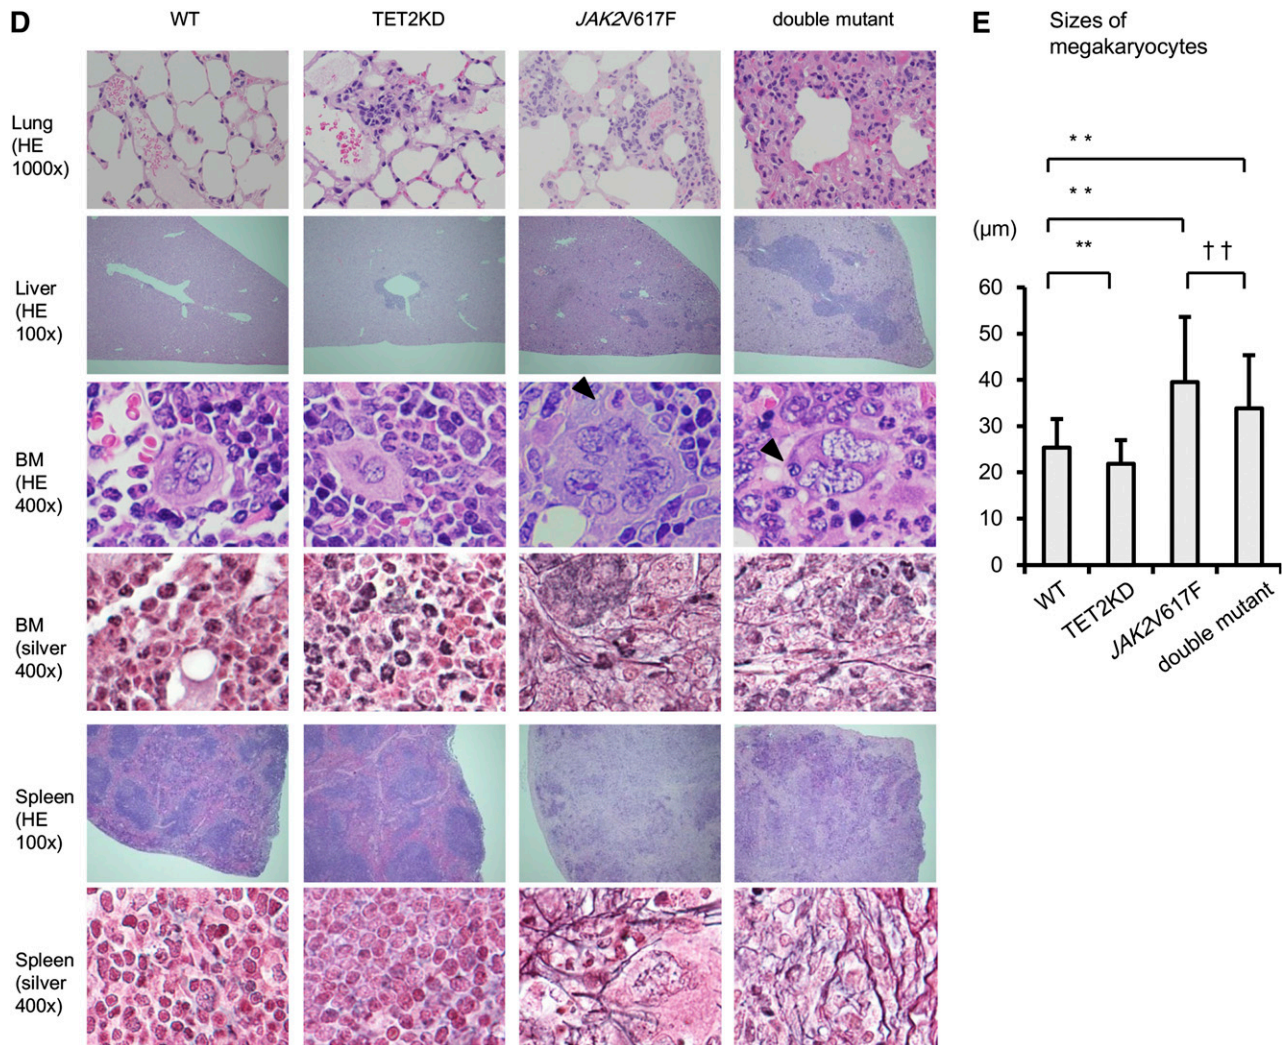 D
WT
TET2KD
JAK2V617F
double mutant
Lung
(HE
1000x)
Liver
(HE
100x)
BM
(HE
400x)
BM
(silver
400x)
Spleen
(HE
100x)
Spleen
(silver
400x)
E
Sizes of
megakaryocytes
* *
* *
(μm)
**
† †
60
50
40
30
20
10
0
WT
TET2KD
JAK2V617F
double mutant